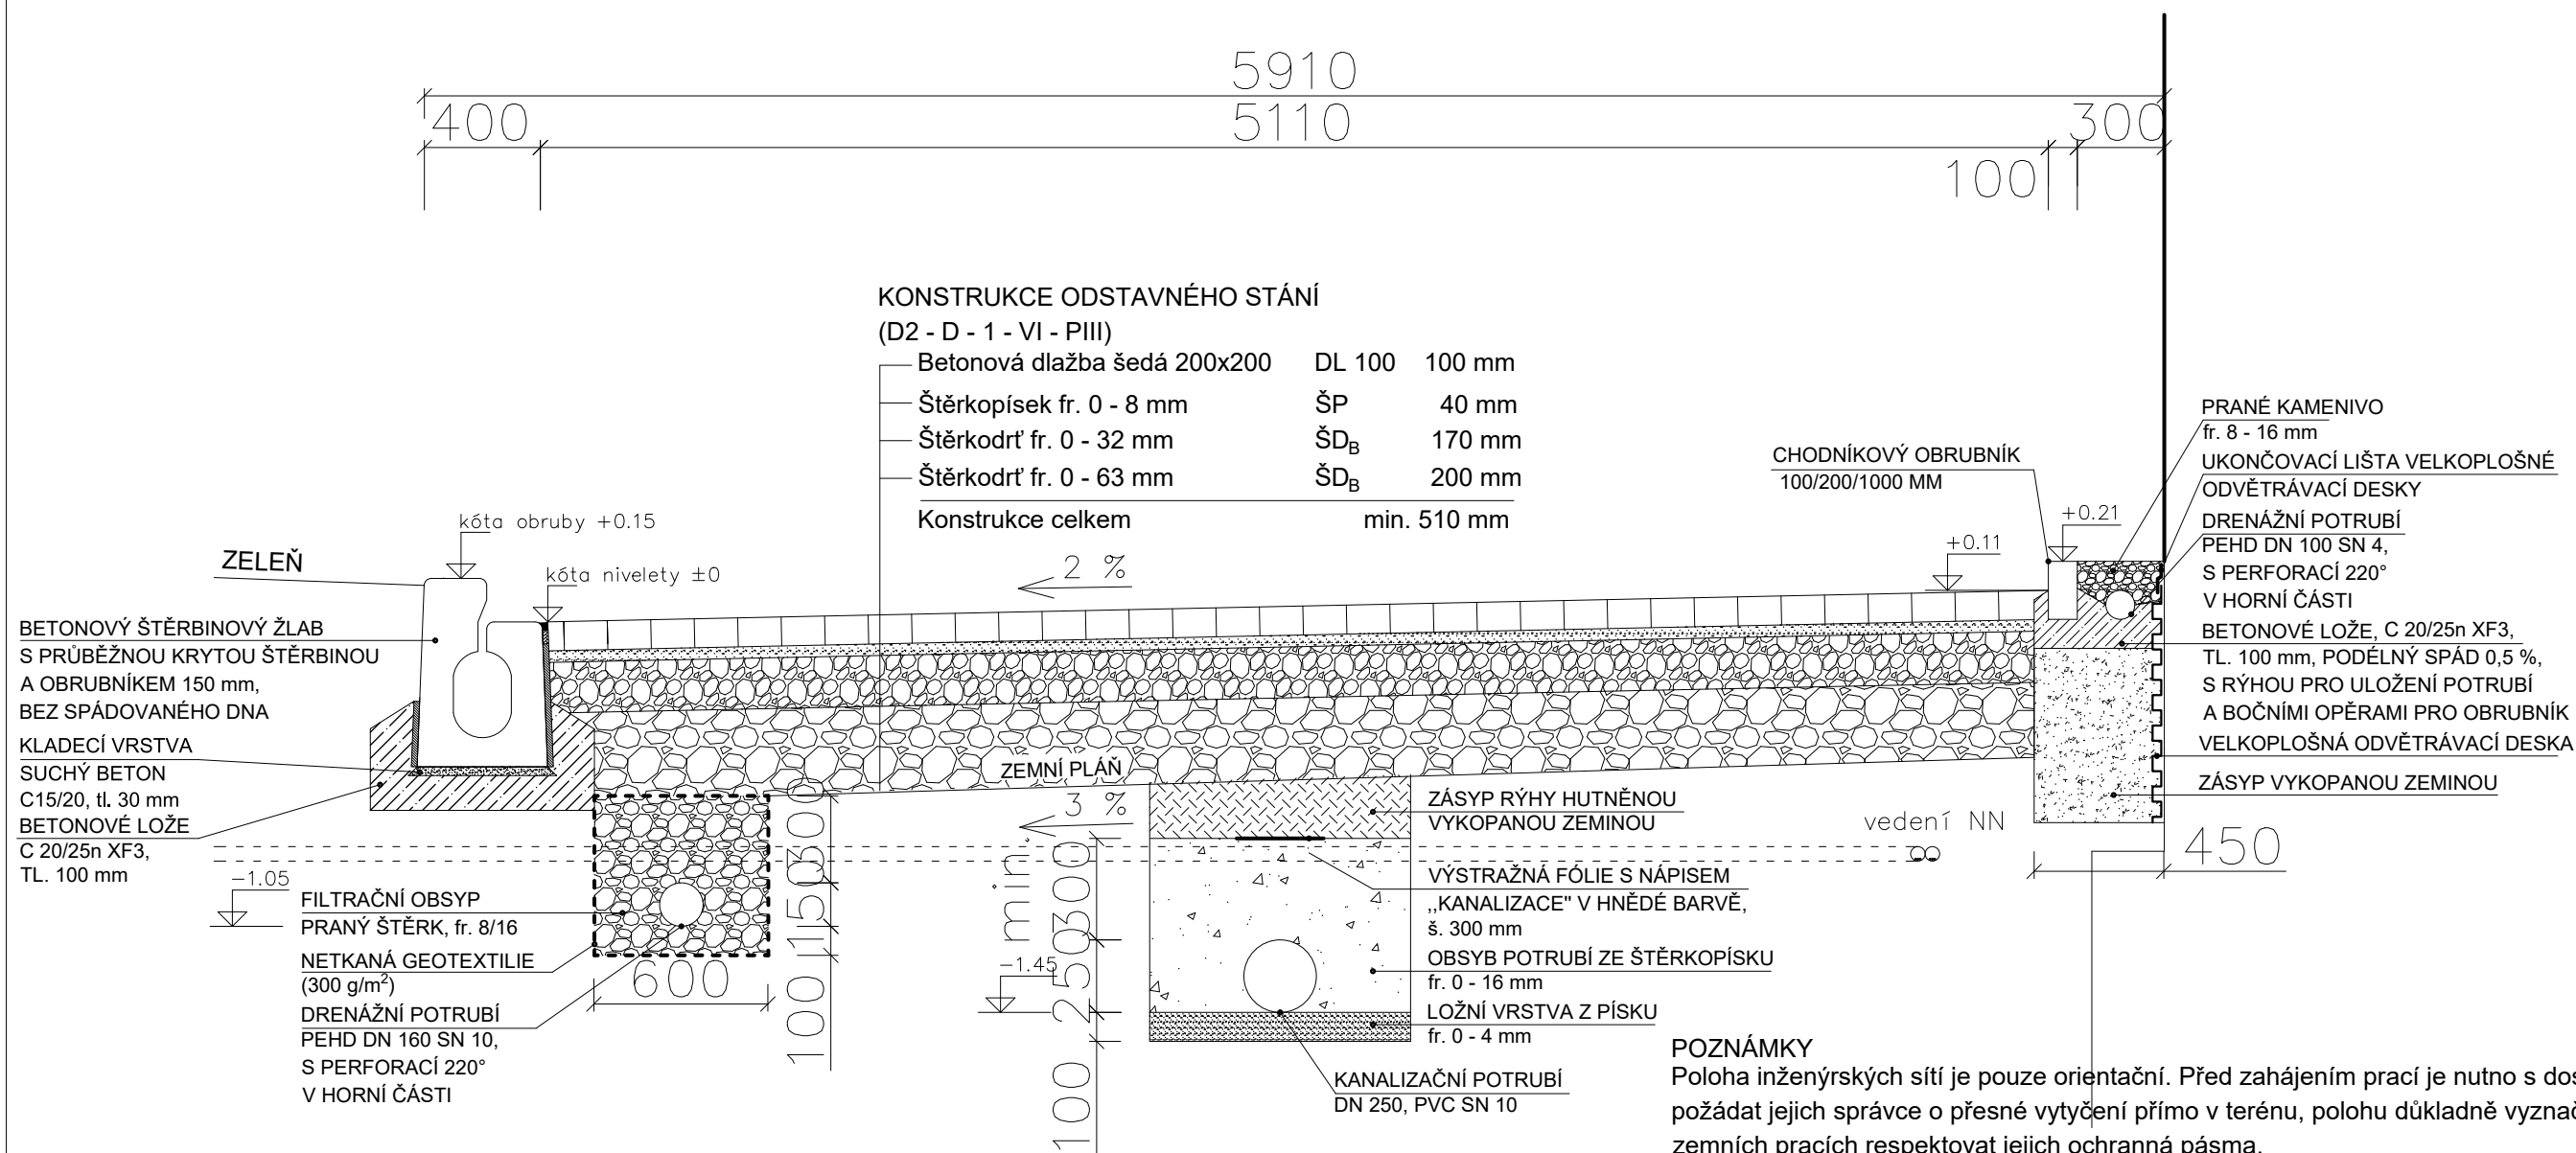 5910
400
5110
300
100
KONSTRUKCE ODSTAVNÉHO STÁNÍ
(D2 - D - 1 - VI - PIII)
Betonová dlažba šedá 200x200 DL 100 100 mm
Štěrkopísek fr. 0 - 8 mm ŠP 40 mm
Štěrkodrť fr. 0 - 32 mm ŠDB 170 mm
Štěrkodrť fr. 0 - 63 mm ŠDB 200 mm
Konstrukce celkem min. 510 mm
kóta obruby +0.15
ZELEŇ
kóta nivelety ±0
2 %
BETONOVÝ ŠTĚRBINOVÝ ŽLAB
S PRŮBĚŽNOU KRYTOU ŠTĚRBINOU
A OBRUBNÍKEM 150 mm,
BEZ SPÁDOVANÉHO DNA
KLADECÍ VRSTVA
SUCHÝ BETON
C15/20, tl. 30 mm
BETONOVÉ LOŽE
C 20/25n XF3,
TL. 100 mm
-1.05
FILTRAČNÍ OBSYP
PRANÝ ŠTĚRK, fr. 8/16
NETKANÁ GEOTEXTILIE
(300 g/m²)
DRENÁŽNÍ POTRUBÍ
PEHD DN 160 SN 10,
S PERFORACÍ 220°
V HORNÍ ČÁSTI
600
300
150
100
ZEMNÍ PLÁŇ
3 %
min.
300
250
100
-1.45
ZÁSYP RÝHY HUTNĚNOU
VYKOPANOU ZEMINOU
VÝSTRAŽNÁ FÓLIE S NÁPISEM
,,KANALIZACE" V HNĚDÉ BARVĚ,
š. 300 mm
OBSYB POTRUBÍ ZE ŠTĚRKOPÍSKU
fr. 0 - 16 mm
LOŽNÍ VRSTVA Z PÍSKU
fr. 0 - 4 mm
KANALIZAČNÍ POTRUBÍ
DN 250, PVC SN 10
vedení NN
450
CHODNÍKOVÝ OBRUBNÍK
100/200/1000 MM
+0.11
+0.21
PRANÉ KAMENIVO
fr. 8 - 16 mm
UKONČOVACÍ LIŠTA VELKOPLOŠNÉ
ODVĚTRÁVACÍ DESKY
DRENÁŽNÍ POTRUBÍ
PEHD DN 100 SN 4,
S PERFORACÍ 220°
V HORNÍ ČÁSTI
BETONOVÉ LOŽE, C 20/25n XF3,
TL. 100 mm, PODÉLNÝ SPÁD 0,5 %,
S RÝHOU PRO ULOŽENÍ POTRUBÍ
A BOČNÍMI OPĚRAMI PRO OBRUBNÍK
VELKOPLOŠNÁ ODVĚTRÁVACÍ DESKA
ZÁSYP VYKOPANOU ZEMINOU
POZNÁMKY
Poloha inženýrských sítí je pouze orientační. Před zahájením prací je nutno s dos
požádat jejich správce o přesné vytyčení přímo v terénu, polohu důkladně vyznač
zemních pracích respektovat jejich ochranná pásma.